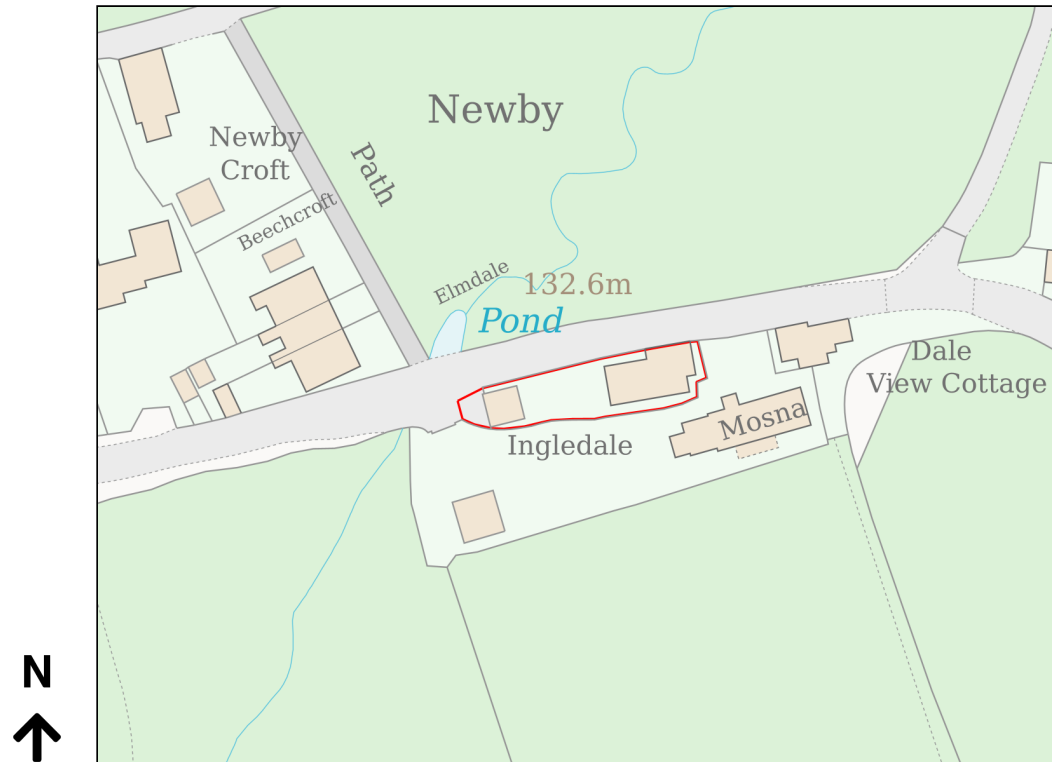 Newby
Newby
Croft
Path
Beechcroft
Elmdale
132.6m
Pond
Dale
View Cottage
Mosna
Ingledale
N